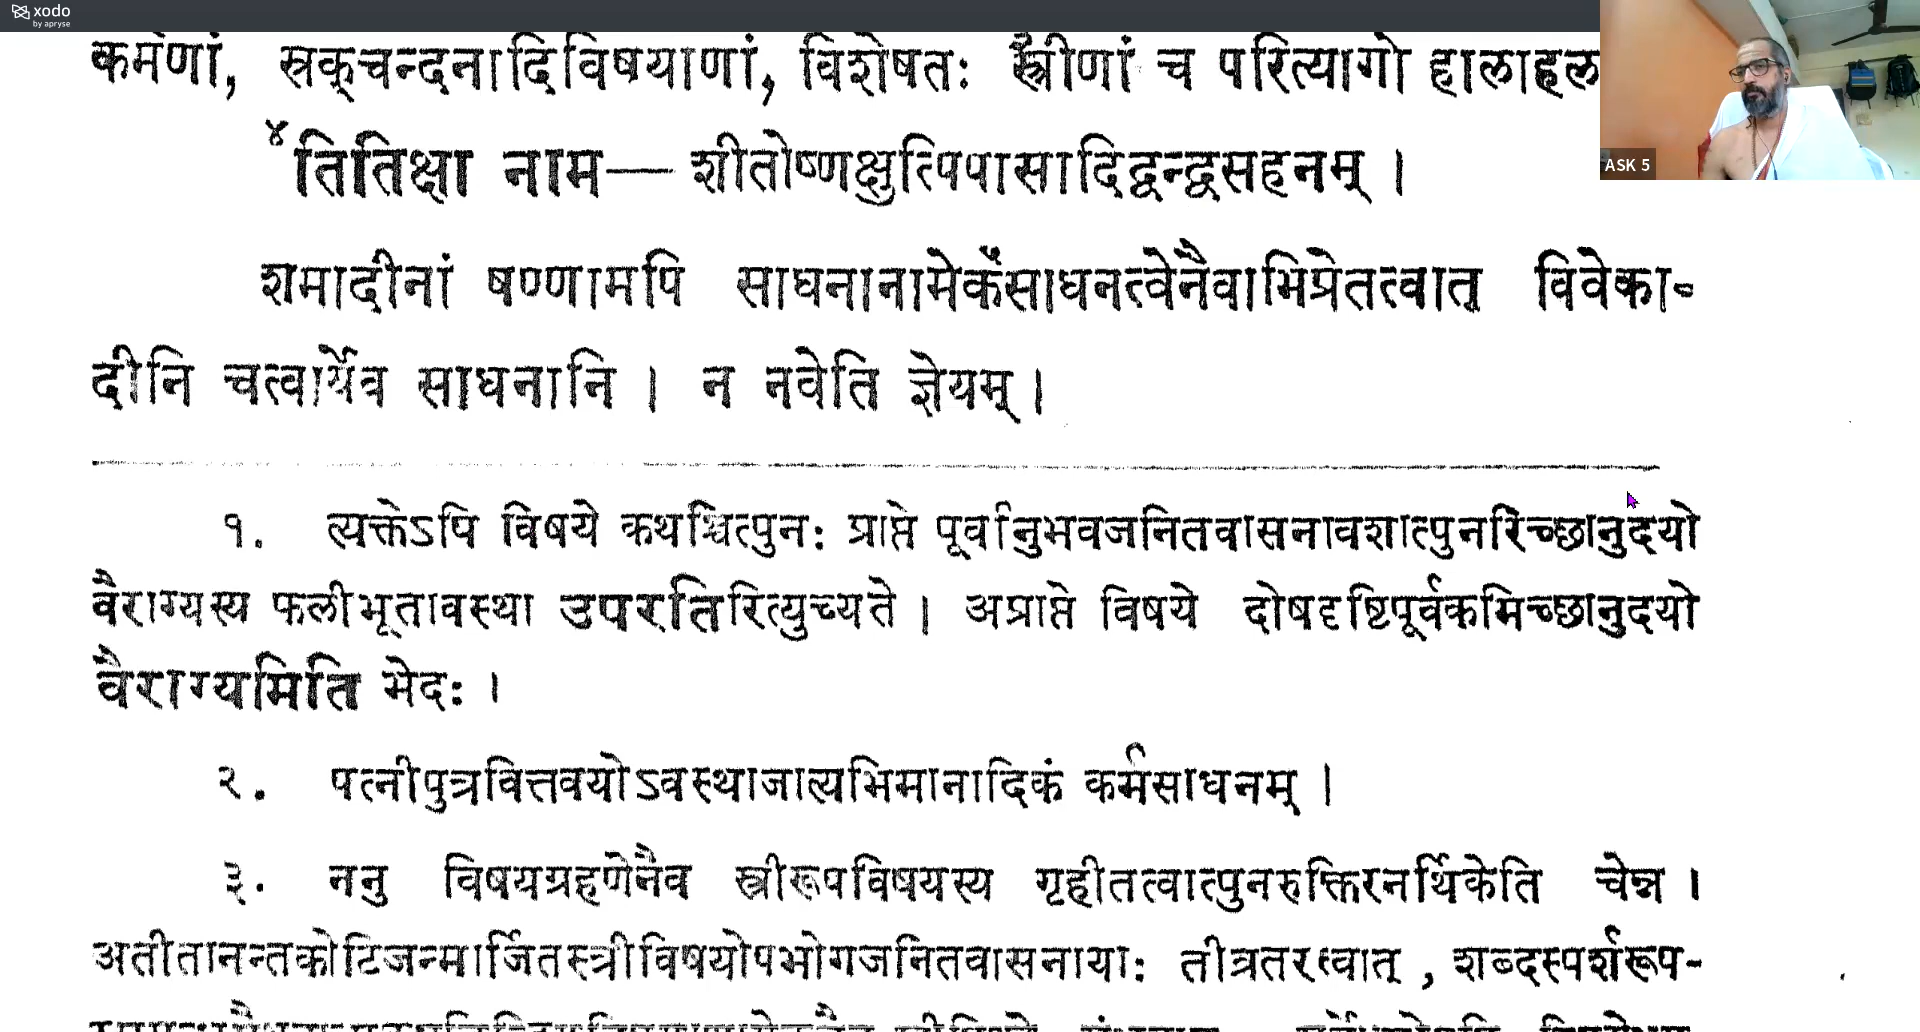 xodo
by apryse
कर्मणां, स्रक्चन्दनादिविषयाणां, विशेषतः स्त्रीणां च परित्यागो हालाहल
ASK 5
४ तितिक्षा नाम— शीतोष्णक्षुत्पिपासादिद्वन्द्वसहनम् ।
शमादीनां षण्णामपि साधनानामेकसाधनत्वेनैवाभिप्रेतत्वात् विवेका-
दीनि चत्वार्येव साधनानि । न नवेति ज्ञेयम् ।
१. त्यक्तेऽपि विषये कथञ्चित्पुनः प्राप्ते पूर्वानुभवजनितवासनावशात्पुनरिच्छानुदयो
वैराग्यस्य फलीभूतावस्था उपरतिरित्युच्यते । अप्राप्ते विषये दोषदृष्टिपूर्वकमिच्छानुदयो
वैराग्यमिति भेदः ।
२. पत्नीपुत्रवित्तवयोऽवस्थाजात्यभिमानादिकं कर्मसाधनम् ।
३. ननु विषयग्रहणेनैव स्त्रीरूपविषयस्य गृहीतत्वात्पुनरुक्तिरनर्थिकेति चेन्न ।
अतीतानन्तकोटिजन्मार्जितस्त्रीविषयोपभोगजनितवासनायाः तीव्रतरत्वात् , शब्दस्पर्शरूप-